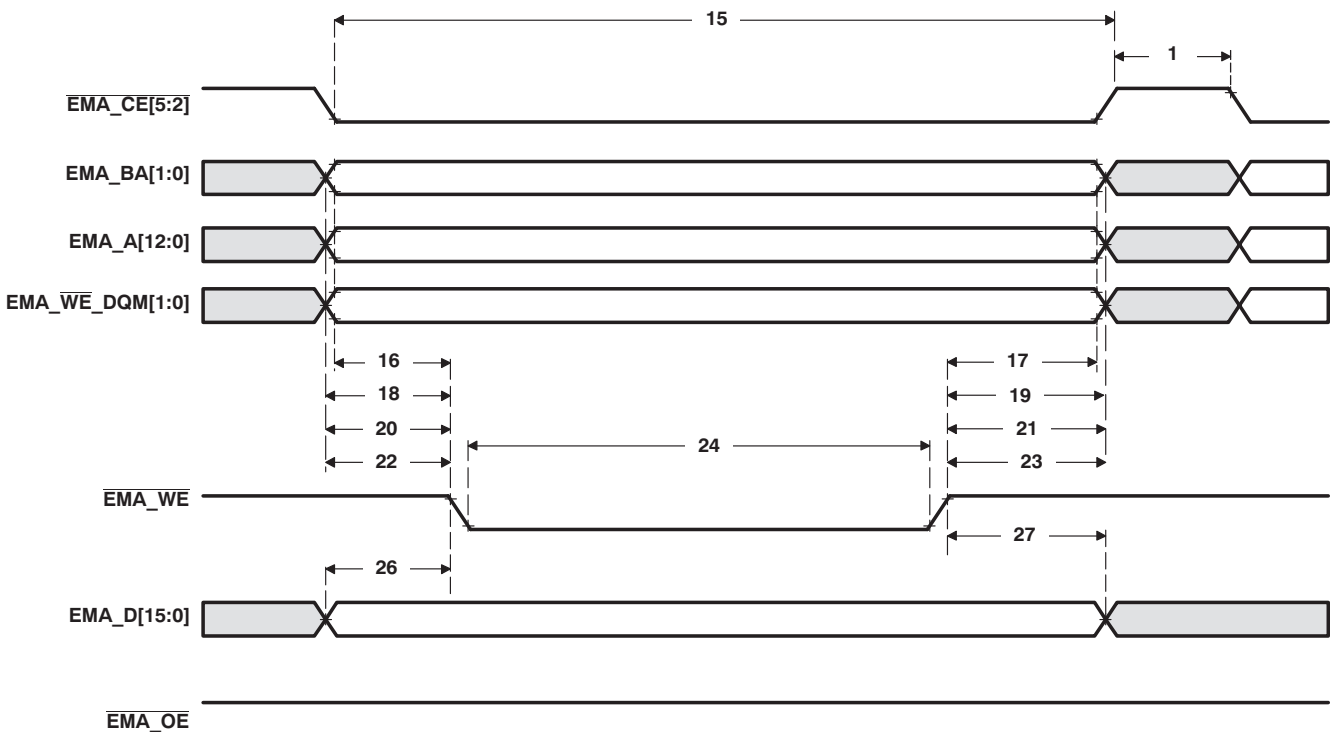 15
1
EMA_CE[5:2]
EMA_BA[1:0]
EMA_A[12:0]
EMA_WE_DQM[1:0]
16 17
18 19
20 21
24
22 23
EMA_WE
27
26
EMA_D[15:0]
EMA_OE